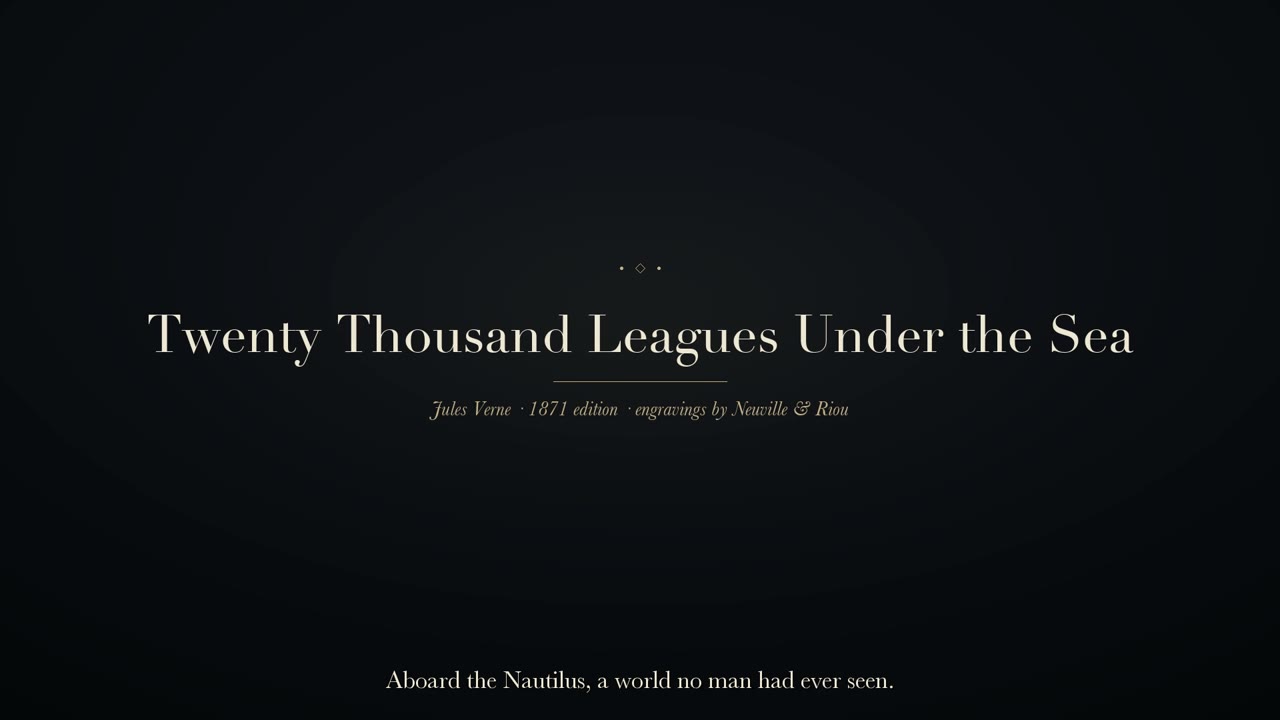 Twenty Thousand Leagues Under the Sea
Jules Verne · 1871 edition · engravings by Neuville & Riou
Aboard the Nautilus, a world no man had ever seen.